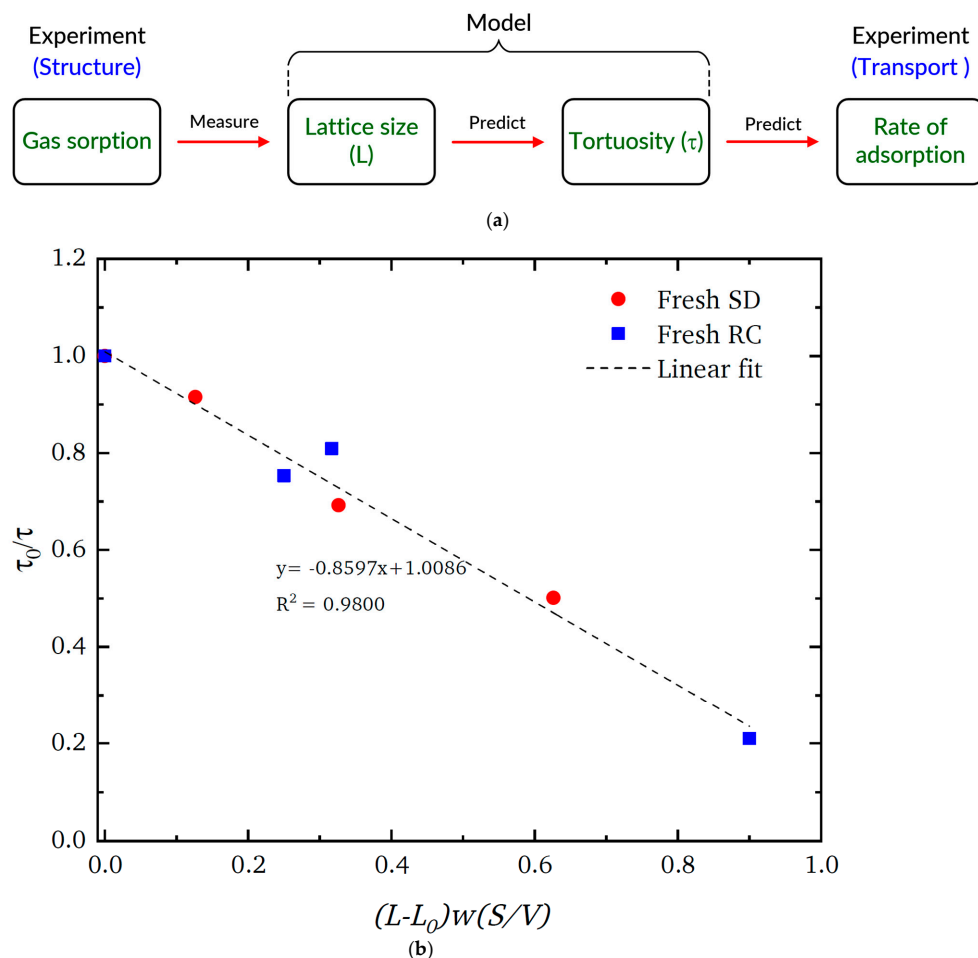 Model
Experiment
(Structure)
Experiment
(Transport )
Gas sorption
Measure
Lattice size
(L)
Predict
Tortuosity (τ)
Predict
Rate of
adsorption
(a)
1.2
1.0
0.8
0.6
0.4
0.2
0.0
τ0/τ
Fresh SD
Fresh RC
Linear fit
y= -0.8597x+1.0086
R² = 0.9800
0.0 0.2 0.4 0.6 0.8 1.0
(L-L0)w(S/V)
(b)